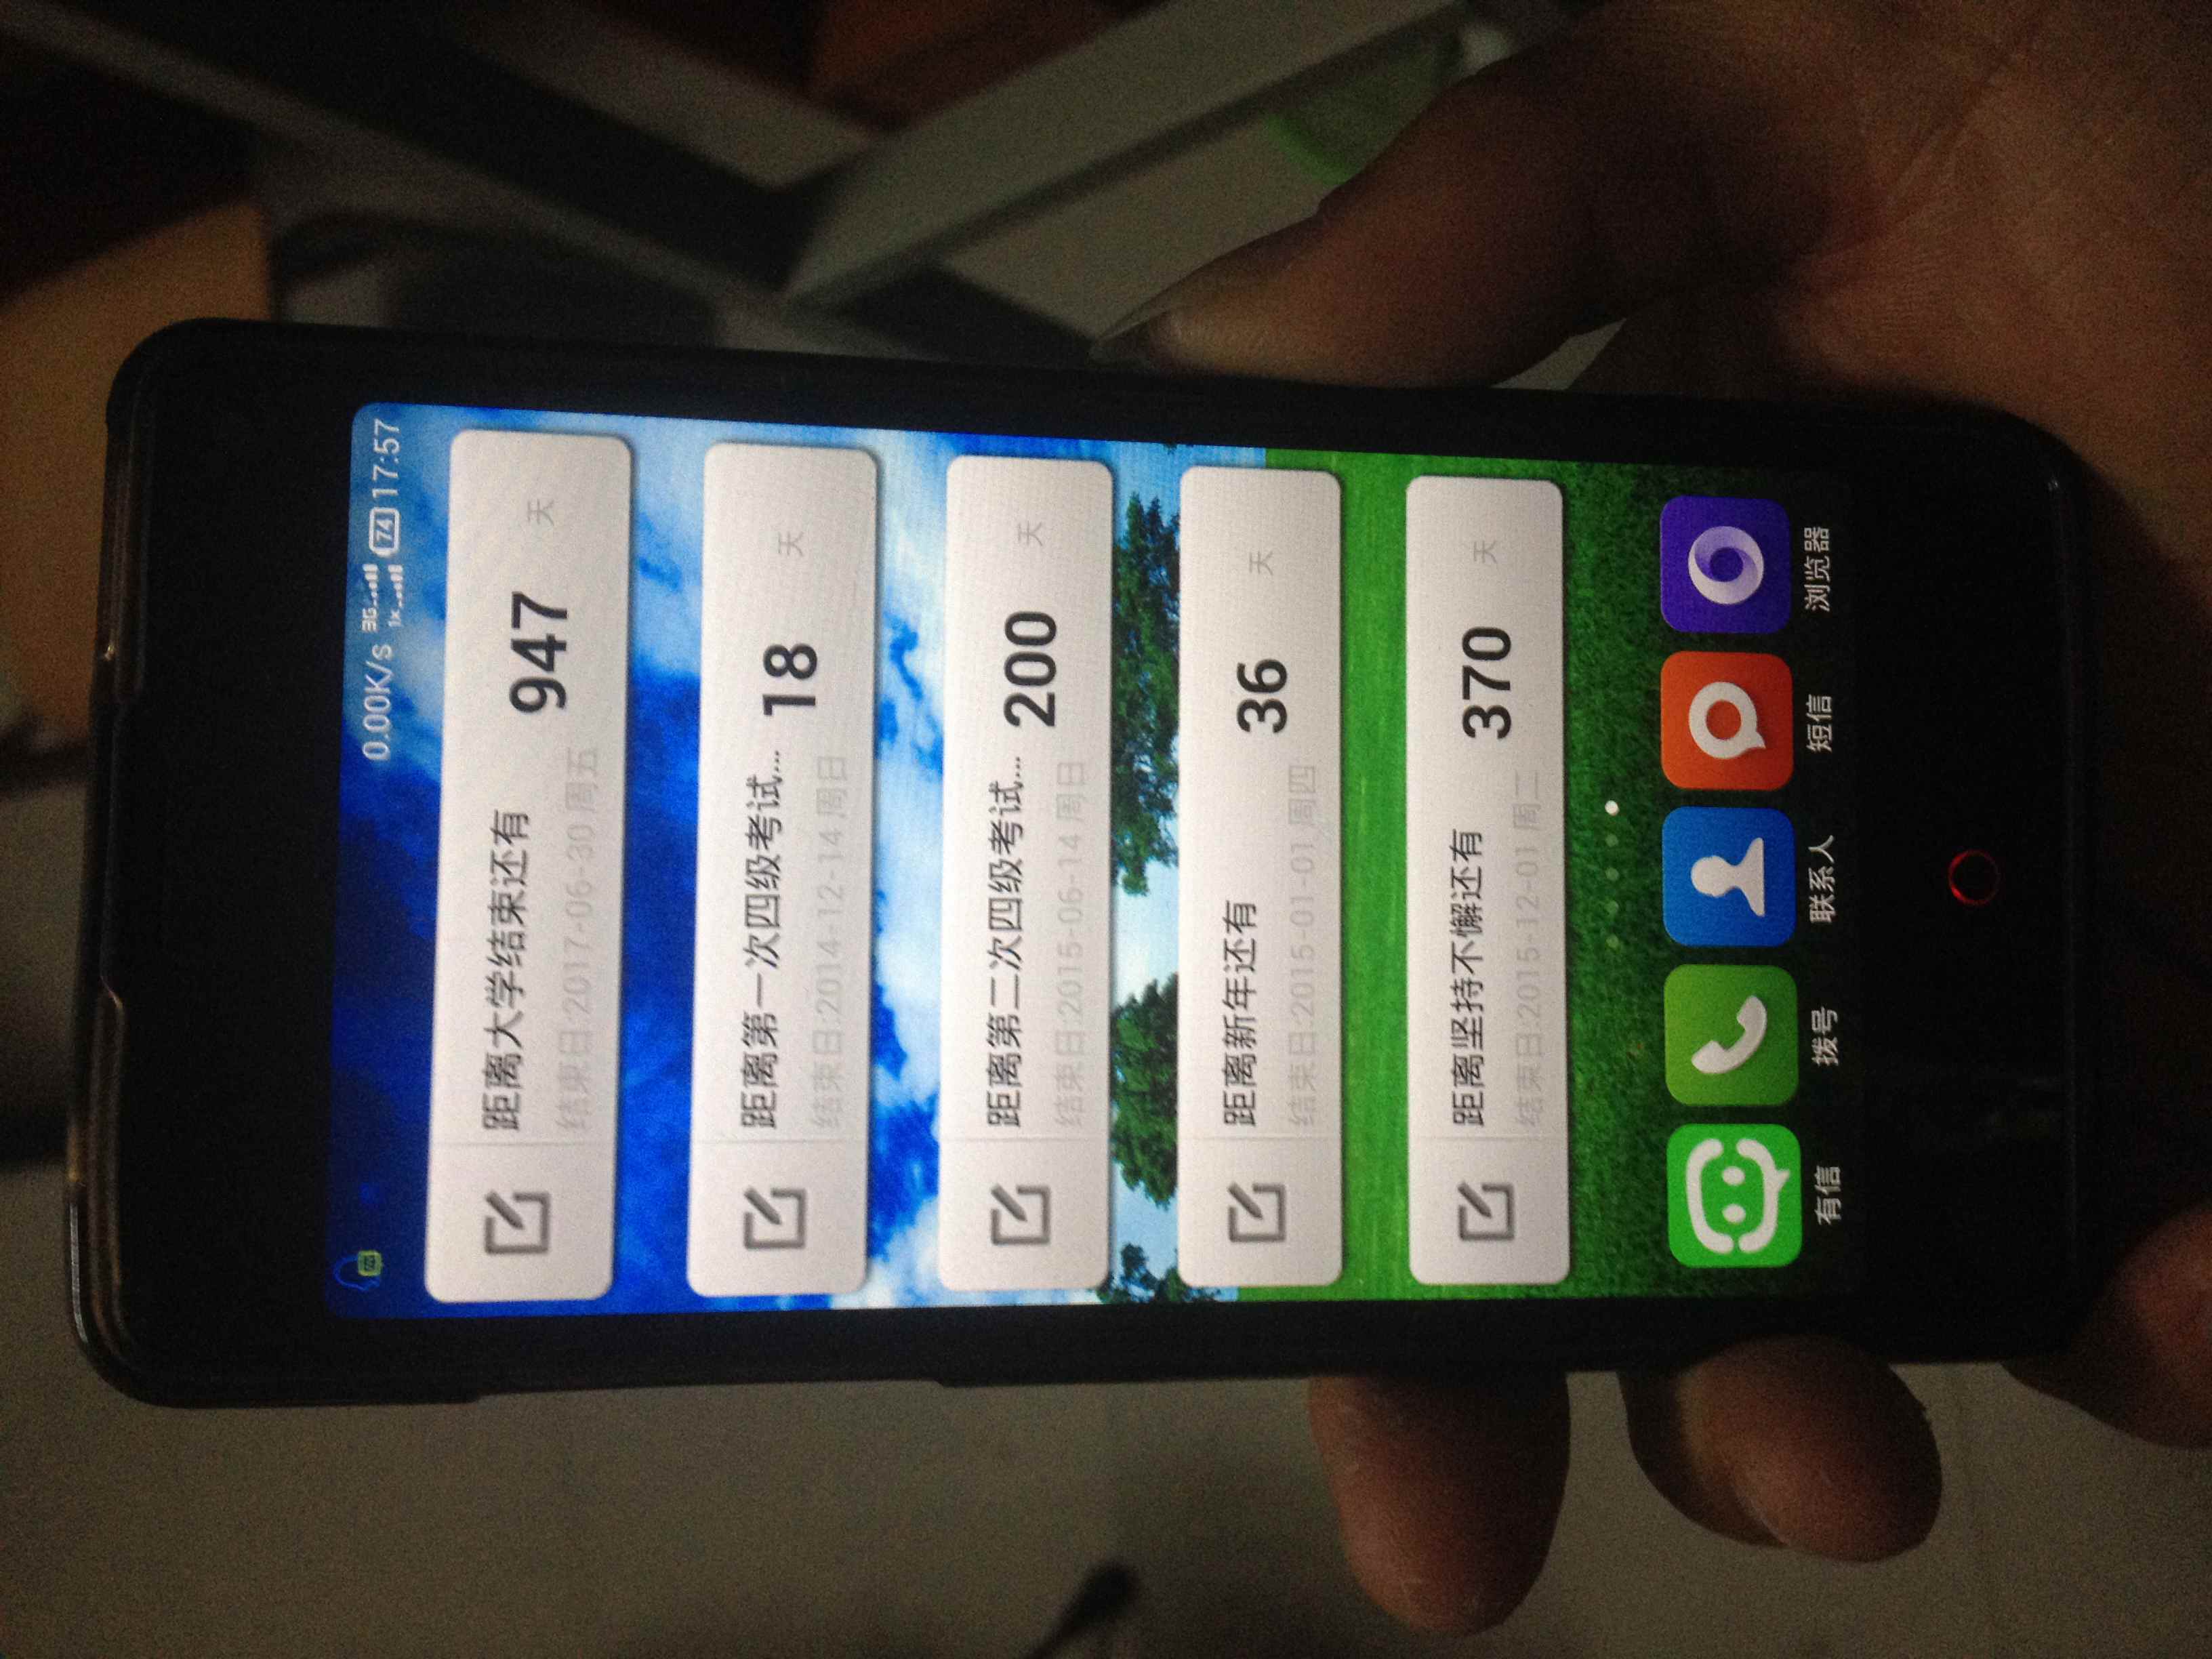 0.00K/s 3G 1x 74 17:57
距离大学结束还有 947 天
结束日:2017-06-30 周五
距离第一次四级考试... 18 天
结束日:2014-12-14 周日
距离第二次四级考试... 200 天
结束日:2015-06-14 周日
距离新年还有 36 天
结束日:2015-01-01 周四
距离坚持不懈还有 370 天
结束日:2015-12-01 周二
有信 拨号 联系人 短信 浏览器